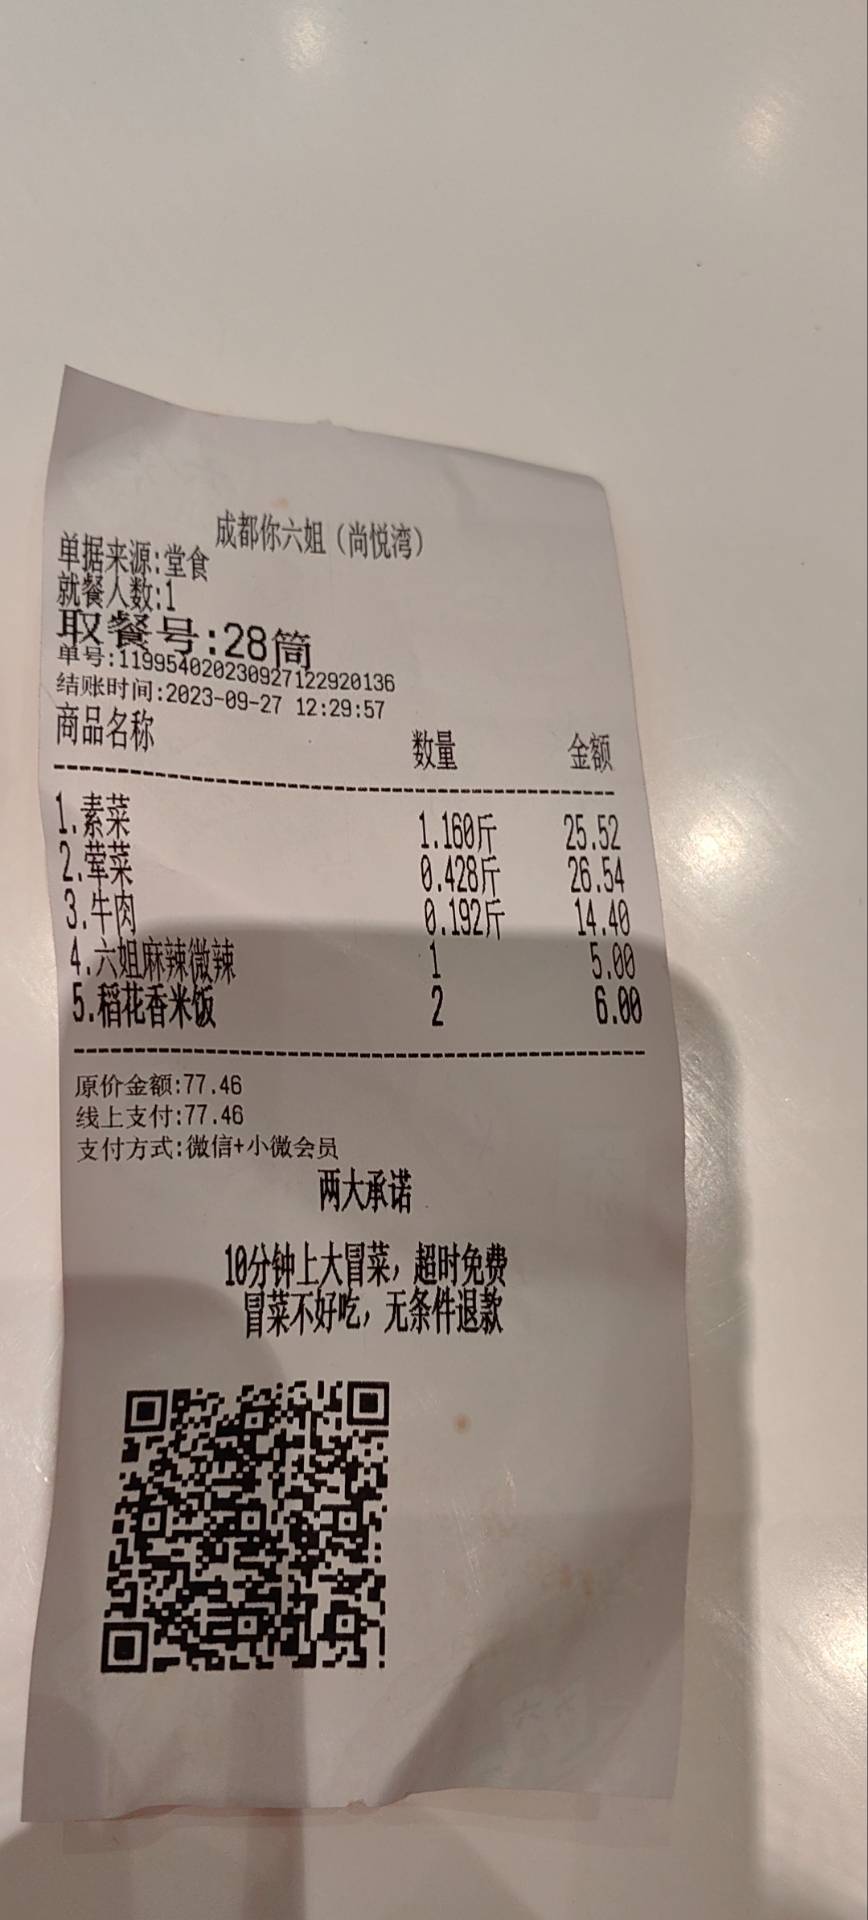 成都你六姐（尚悦湾）
单据来源:堂食
就餐人数:1
取餐号:28筒
单号:119954020230927122920136
结账时间:2023-09-27 12:29:57
商品名称 数量 金额
1.素菜 1.160斤 25.52
2.荤菜 0.428斤 26.54
3.牛肉 0.192斤 14.40
4.六姐麻辣微辣 1 5.00
5.稻花香米饭 2 6.00
原价金额:77.46
线上支付:77.46
支付方式:微信+小微会员
两大承诺
10分钟上大冒菜，超时免费
冒菜不好吃，无条件退款